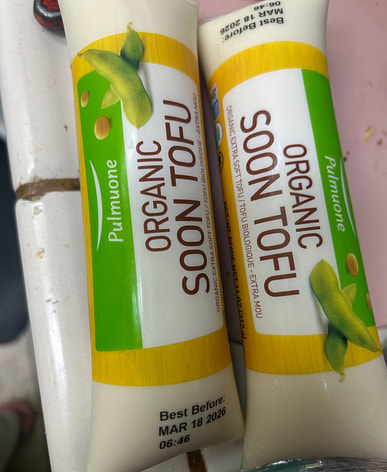 Pulmuone
ORGANIC
SOON TOFU
ORGANIC EXTRA SOFT TOFU / TOFU BIOLOGIQUE - EXTRA MOU
Best Before:
MAR 18 2026
06:46
Best Before:
MAR 18 2026
06:46
Pulmuone
ORGANIC
SOON TOFU
ORGANIC EXTRA SOFT TOFU / TOFU BIOLOGIQUE - EXTRA MOU